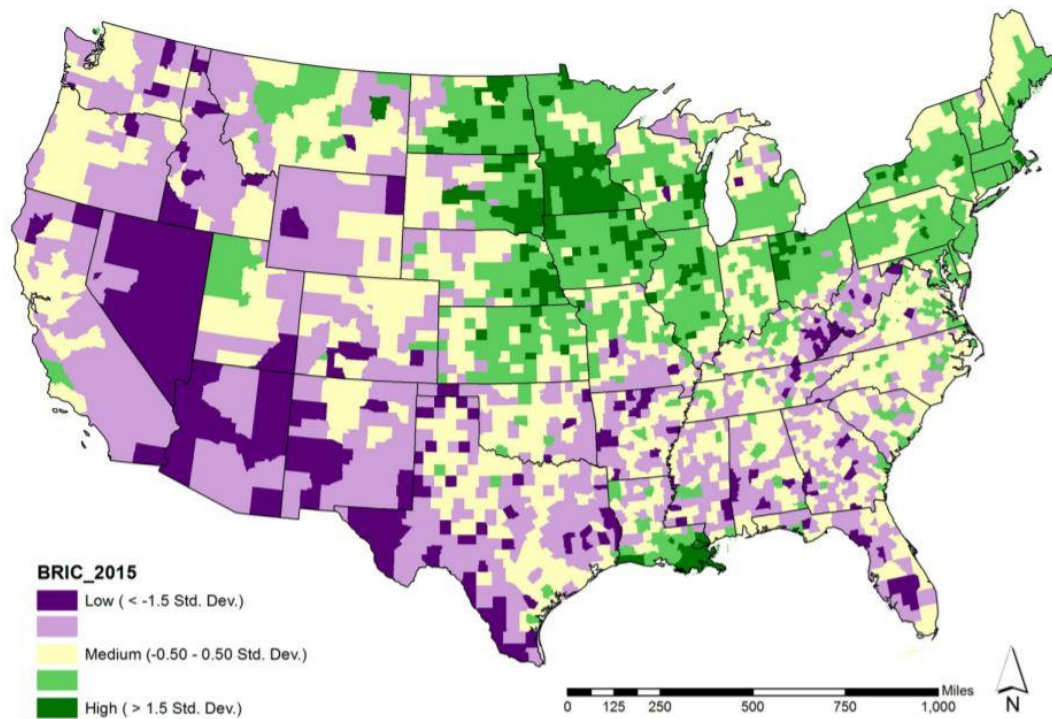 BRIC_2015
Low ( < -1.5 Std. Dev.)
Medium (-0.50 - 0.50 Std. Dev.)
High ( > 1.5 Std. Dev.)
Miles
0 125 250 500 750 1,000
N